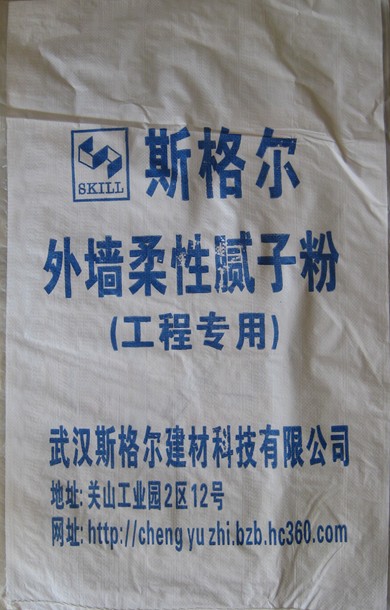 斯格尔
SKILL
外墙柔性腻子粉
(工程专用)
武汉斯格尔建材科技有限公司
地址: 关山工业园2区12号
网址: http://cheng yu zhi.bzb.hc360.com